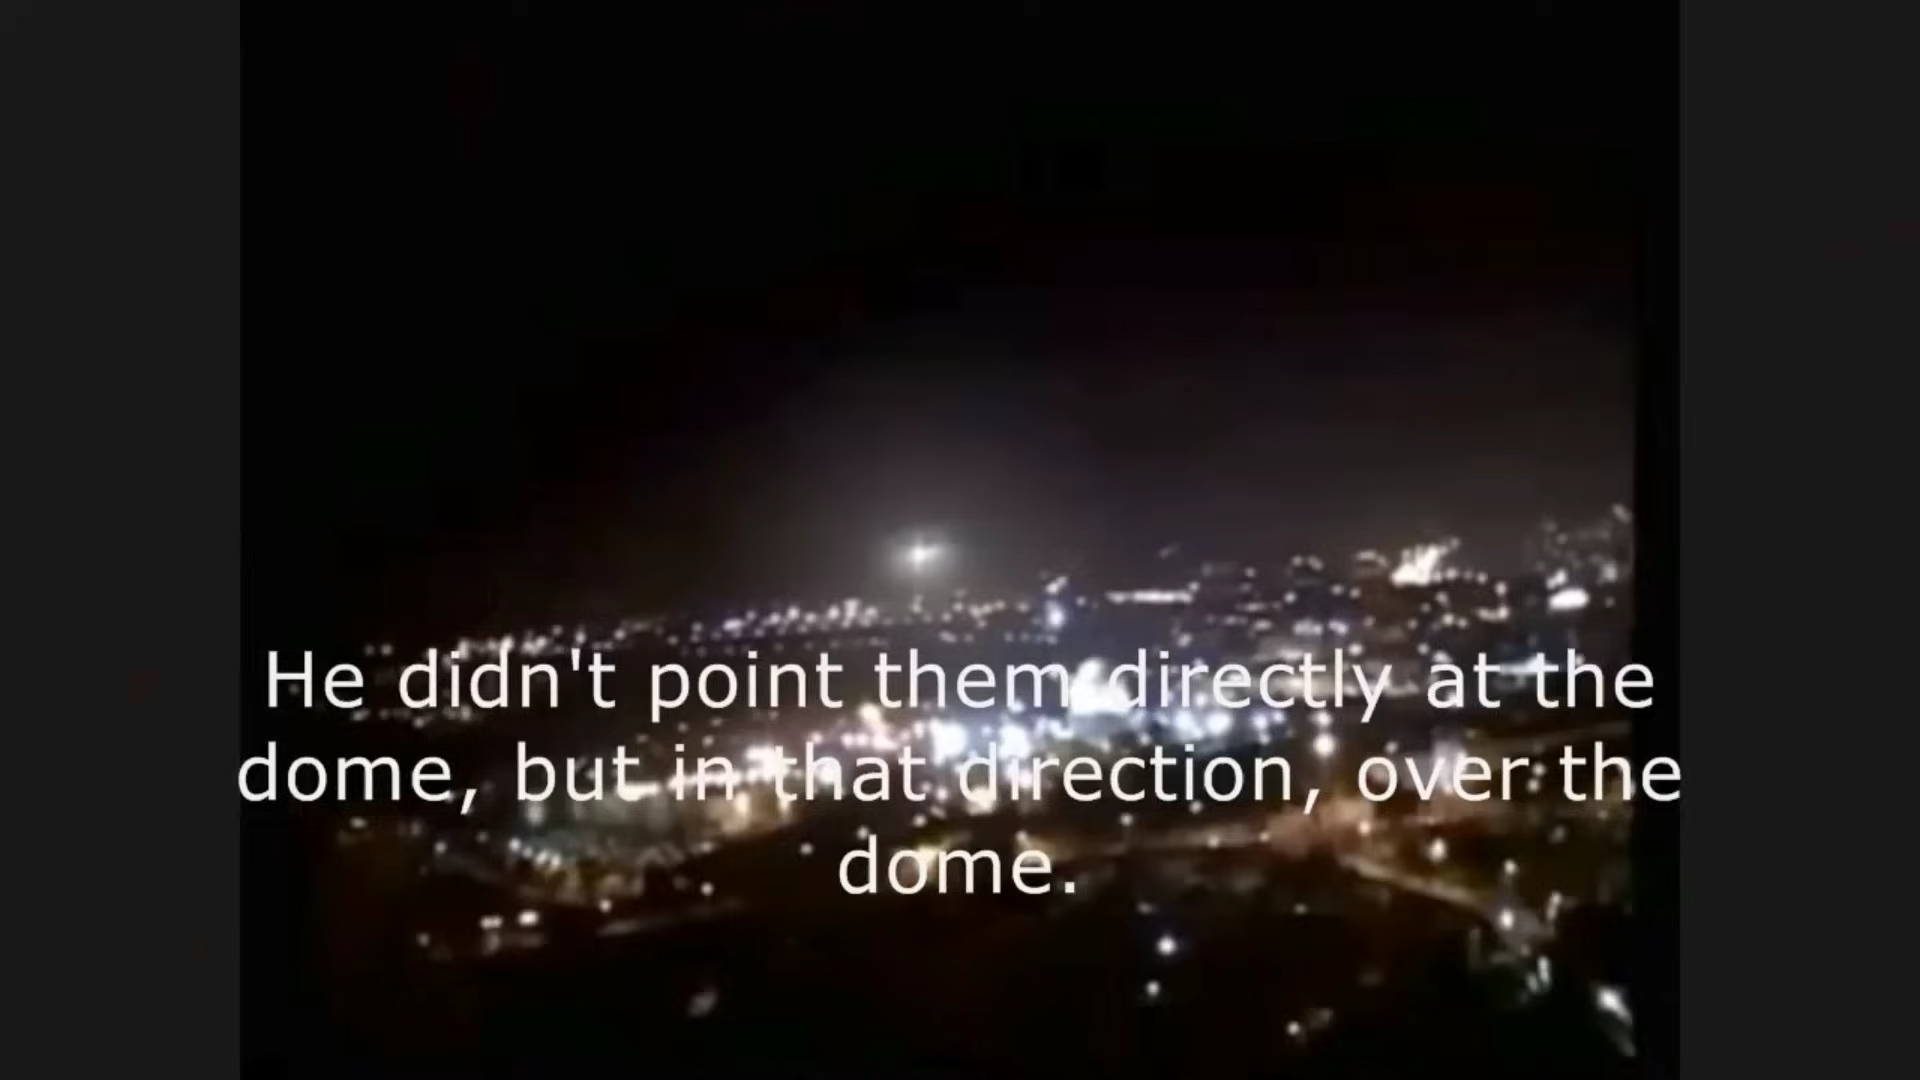 He didn't point them directly at the
dome, but in that direction, over the
dome.